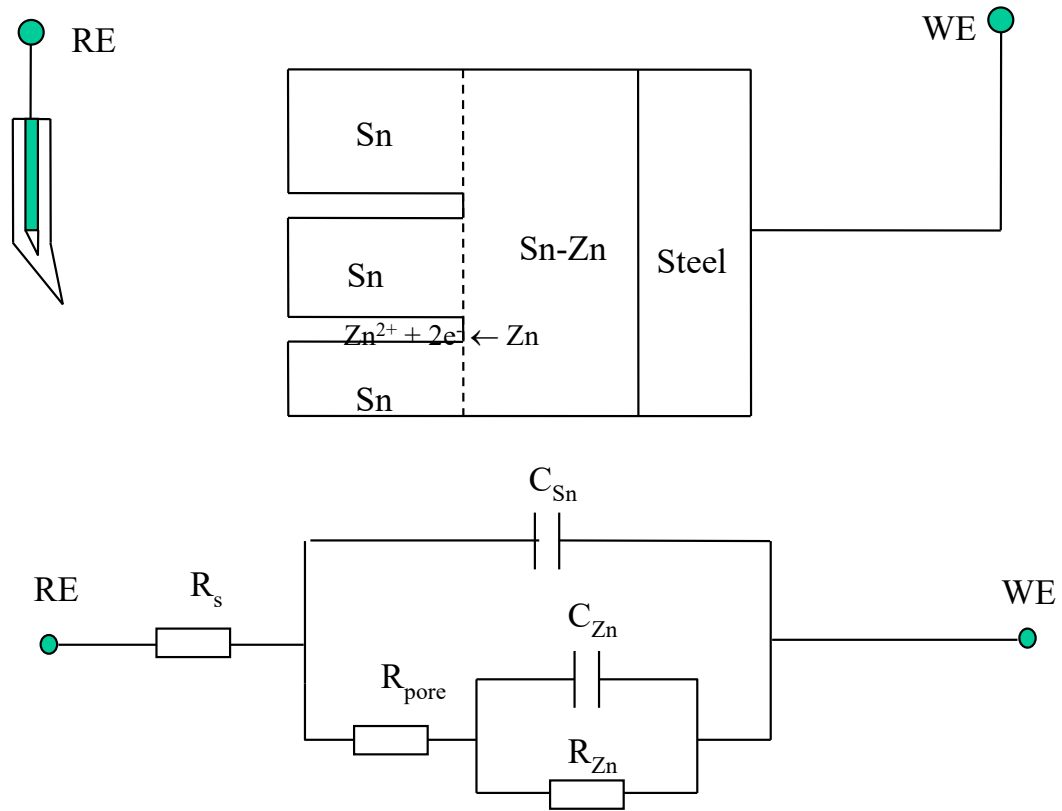 RE
WE
Sn
Sn
Sn-Zn
Steel
Zn²⁺ + 2e⁻ ← Zn
Sn
C_Sn
RE
R_s
WE
C_Zn
R_pore
R_Zn